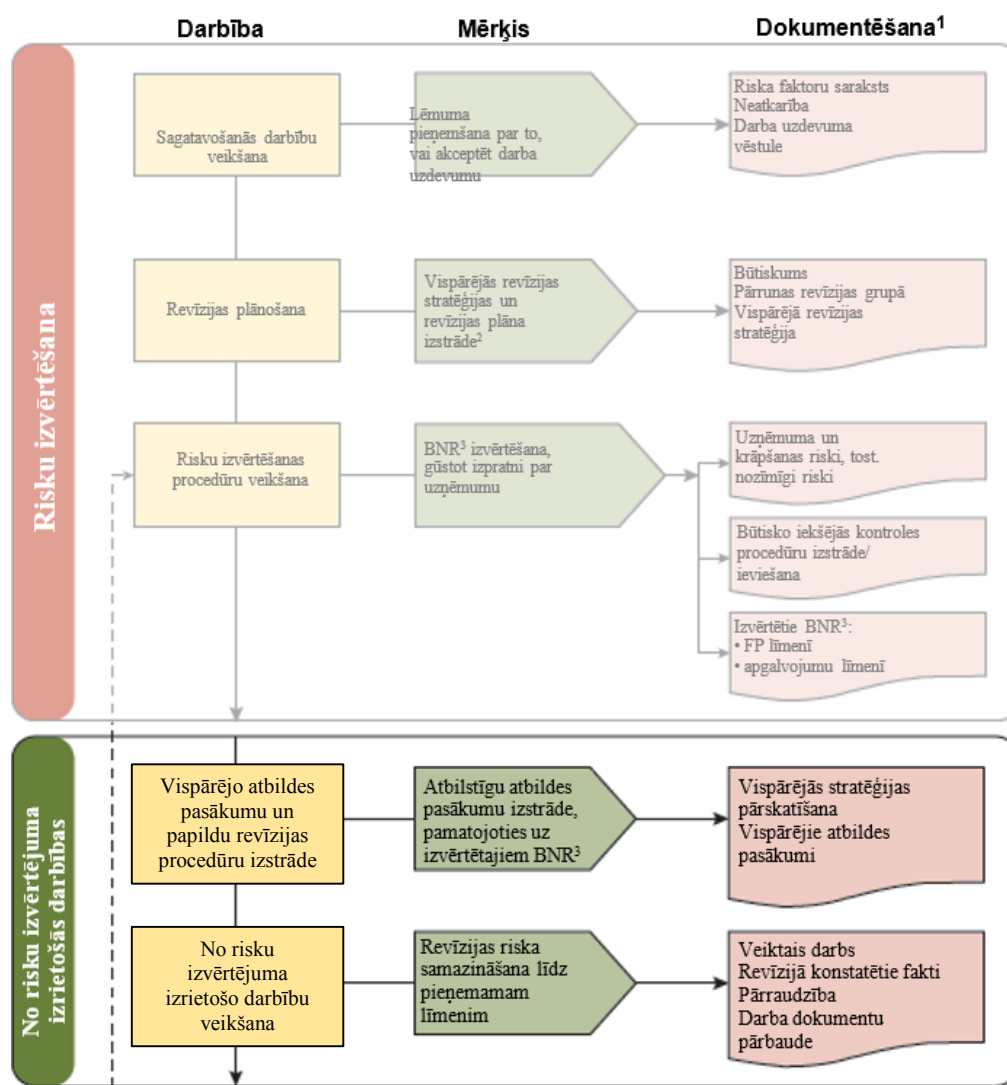 Darbība
Mērķis
Dokumentēšana¹
Risku izvērtēšana
Sagatavošanās darbību
veikšana
Lēmuma
pieņemšana par to,
vai akceptēt darba
uzdevumu
Riska faktoru saraksts
Neatkarība
Darba uzdevuma
vēstule
Revīzijas plānošana
Vispārējās revīzijas
stratēģijas un
revīzijas plāna
izstrāde²
Būtiskums
Pārrunas revīzijas grupā
Vispārējā revīzijas
stratēģija
Risku izvērtēšanas
procedūru veikšana
BNR³ izvērtēšana,
gūstot izpratni par
uzņēmumu
Uzņēmuma un
krāpšanas riski, tost.
nozīmīgi riski
Būtisko iekšējās kontroles
procedūru izstrāde/
ieviešana
Izvērtētie BNR³:
• FP līmenī
• apgalvojumu līmenī
No risku izvērtējuma
izrietošās darbības
Vispārējo atbildes
pasākumu un
papildu revīzijas
procedūru izstrāde
Atbilstīgu atbildes
pasākumu izstrāde,
pamatojoties uz
izvērtētajiem BNR³
Vispārējās stratēģijas
pārskatīšana
Vispārējie atbildes
pasākumi
No risku
izvērtējuma
izrietošo darbību
veikšana
Revīzijas riska
samazināšana līdz
pieņemamam
līmenim
Veiktais darbs
Revīzijā konstatētie fakti
Pārraudzība
Darba dokumentu
pārbaude